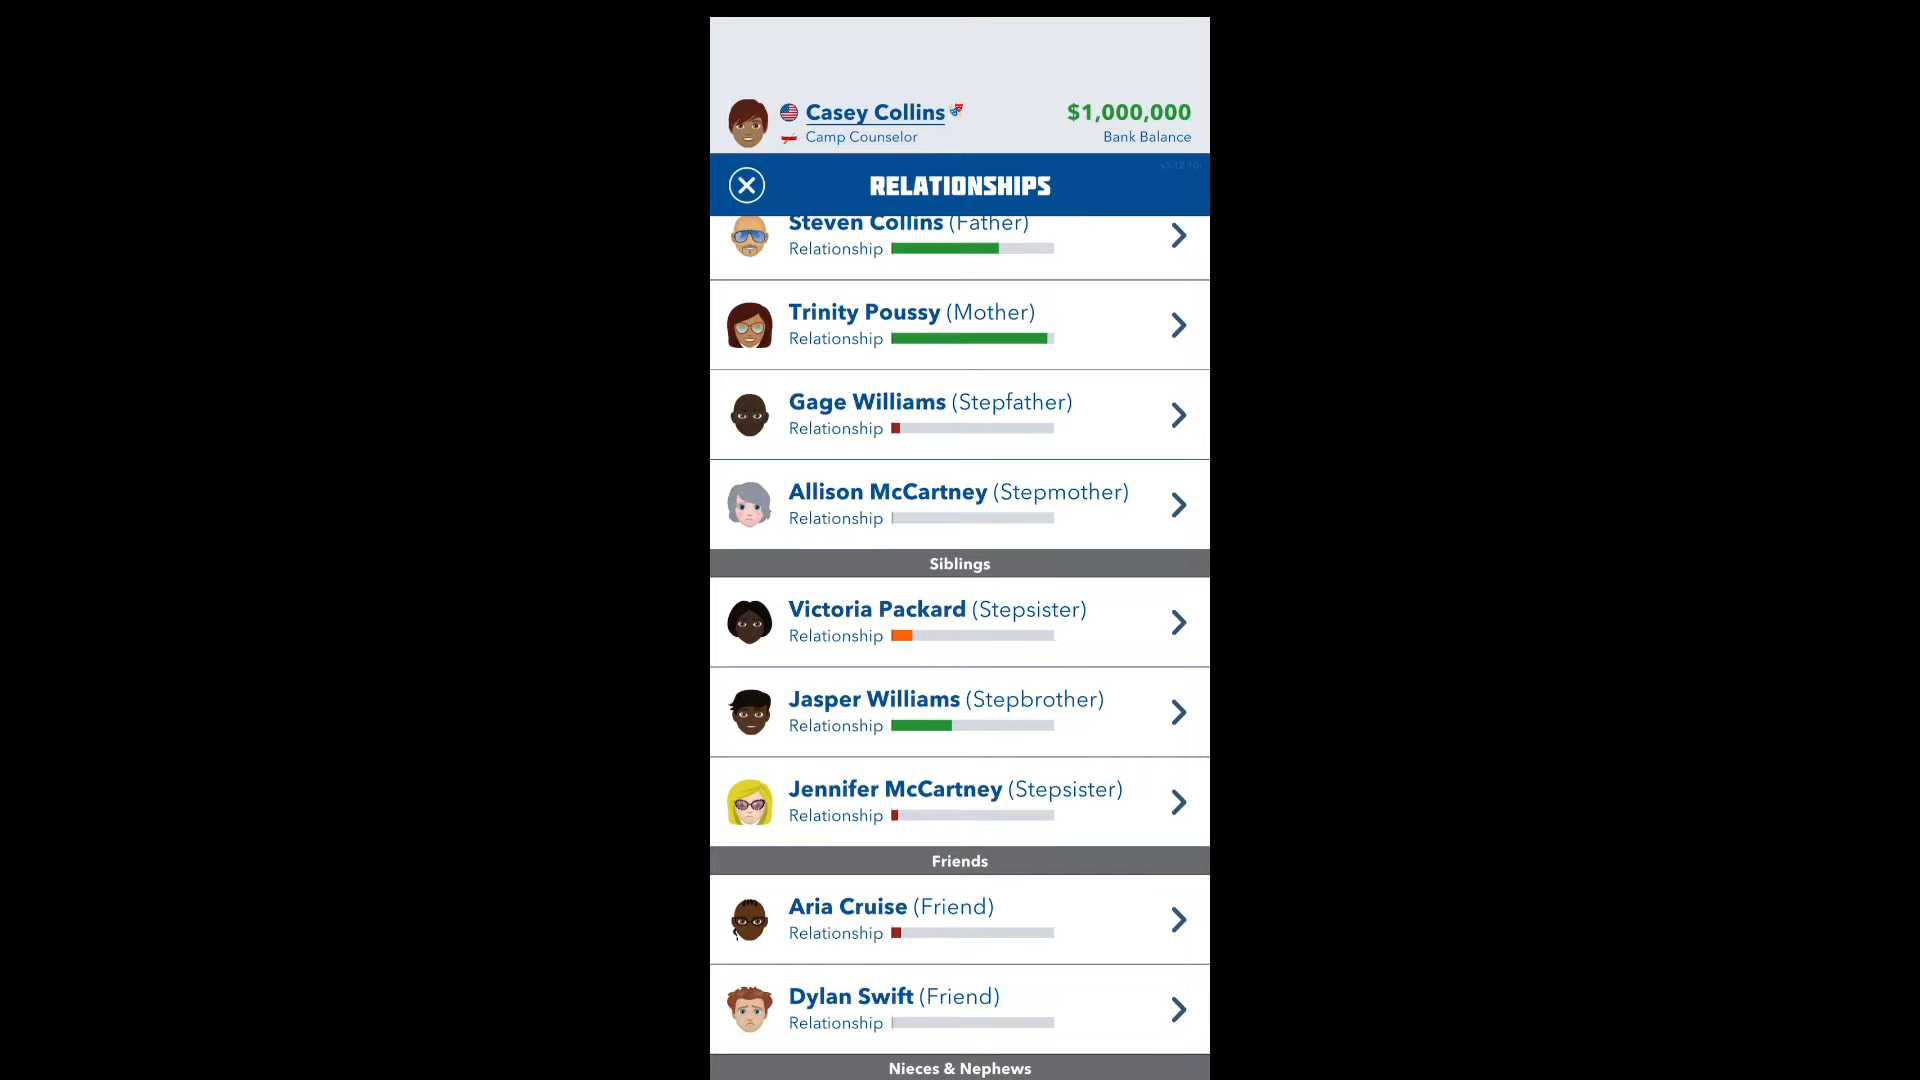 Casey Collins
$1,000,000
Camp Counselor
Bank Balance
RELATIONSHIPS
Steven Collins (Father)
Relationship
Trinity Poussy (Mother)
Relationship
Gage Williams (Stepfather)
Relationship
Allison McCartney (Stepmother)
Relationship
Siblings
Victoria Packard (Stepsister)
Relationship
Jasper Williams (Stepbrother)
Relationship
Jennifer McCartney (Stepsister)
Relationship
Friends
Aria Cruise (Friend)
Relationship
Dylan Swift (Friend)
Relationship
Nieces & Nephews